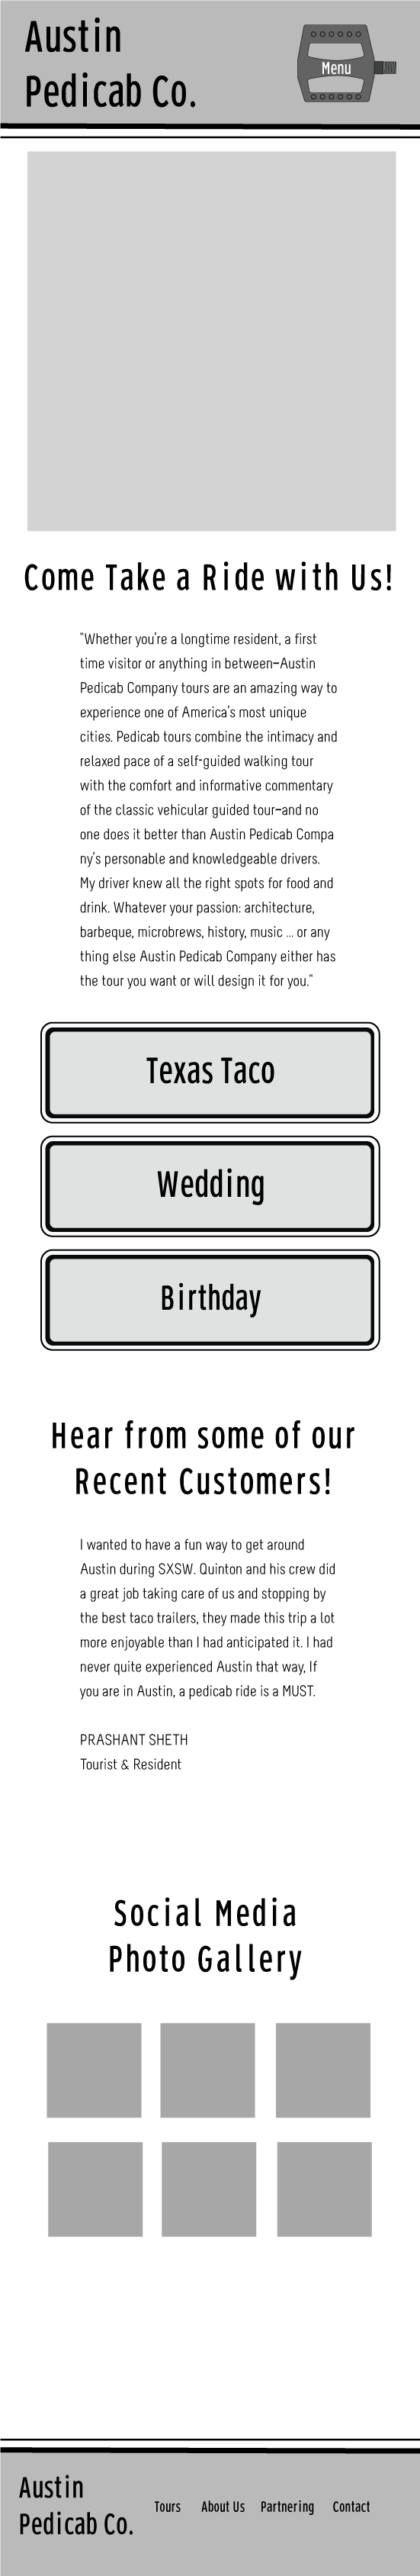 Austin
Pedicab Co.
Menu
Come Take a Ride with Us!
"Whether you're a longtime resident, a first
time visitor or anything in between–Austin
Pedicab Company tours are an amazing way to
experience one of America's most unique
cities. Pedicab tours combine the intimacy and
relaxed pace of a self-guided walking tour
with the comfort and informative commentary
of the classic vehicular guided tour–and no
one does it better than Austin Pedicab Compa
ny's personable and knowledgeable drivers.
My driver knew all the right spots for food and
drink. Whatever your passion: architecture,
barbeque, microbrews, history, music ... or any
thing else Austin Pedicab Company either has
the tour you want or will design it for you."
Texas Taco
Wedding
Birthday
Hear from some of our
Recent Customers!
I wanted to have a fun way to get around
Austin during SXSW. Quinton and his crew did
a great job taking care of us and stopping by
the best taco trailers, they made this trip a lot
more enjoyable than I had anticipated it. I had
never quite experienced Austin that way, If
you are in Austin, a pedicab ride is a MUST.
PRASHANT SHETH
Tourist & Resident
Social Media
Photo Gallery
Austin
Pedicab Co.
Tours About Us Partnering Contact